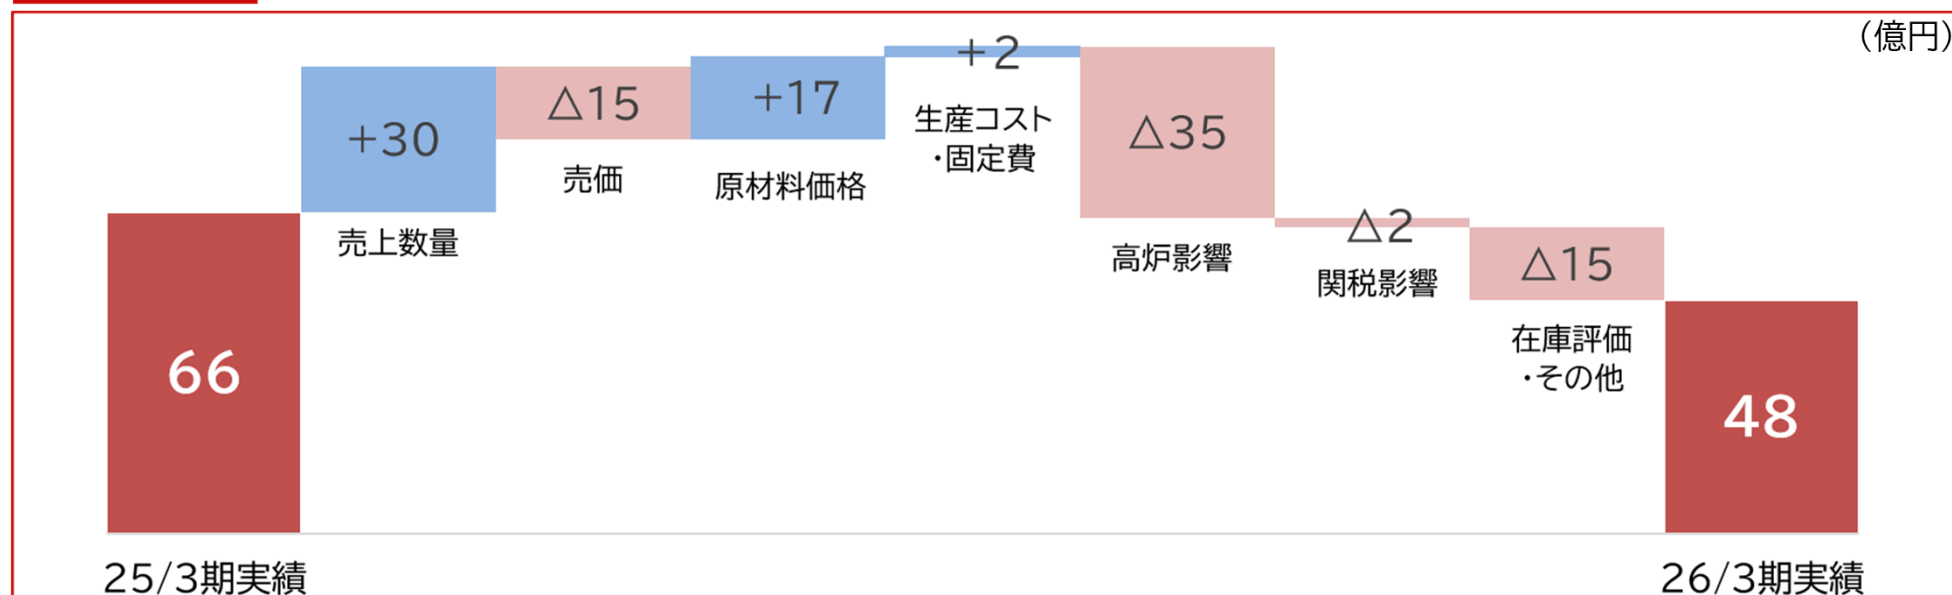 （億円）
+2
+30
△15
+17
△35
生産コスト
・固定費
売価
原材料価格
売上数量
高炉影響
△2
関税影響
△15
在庫評価
・その他
66
48
25/3期実績
26/3期実績